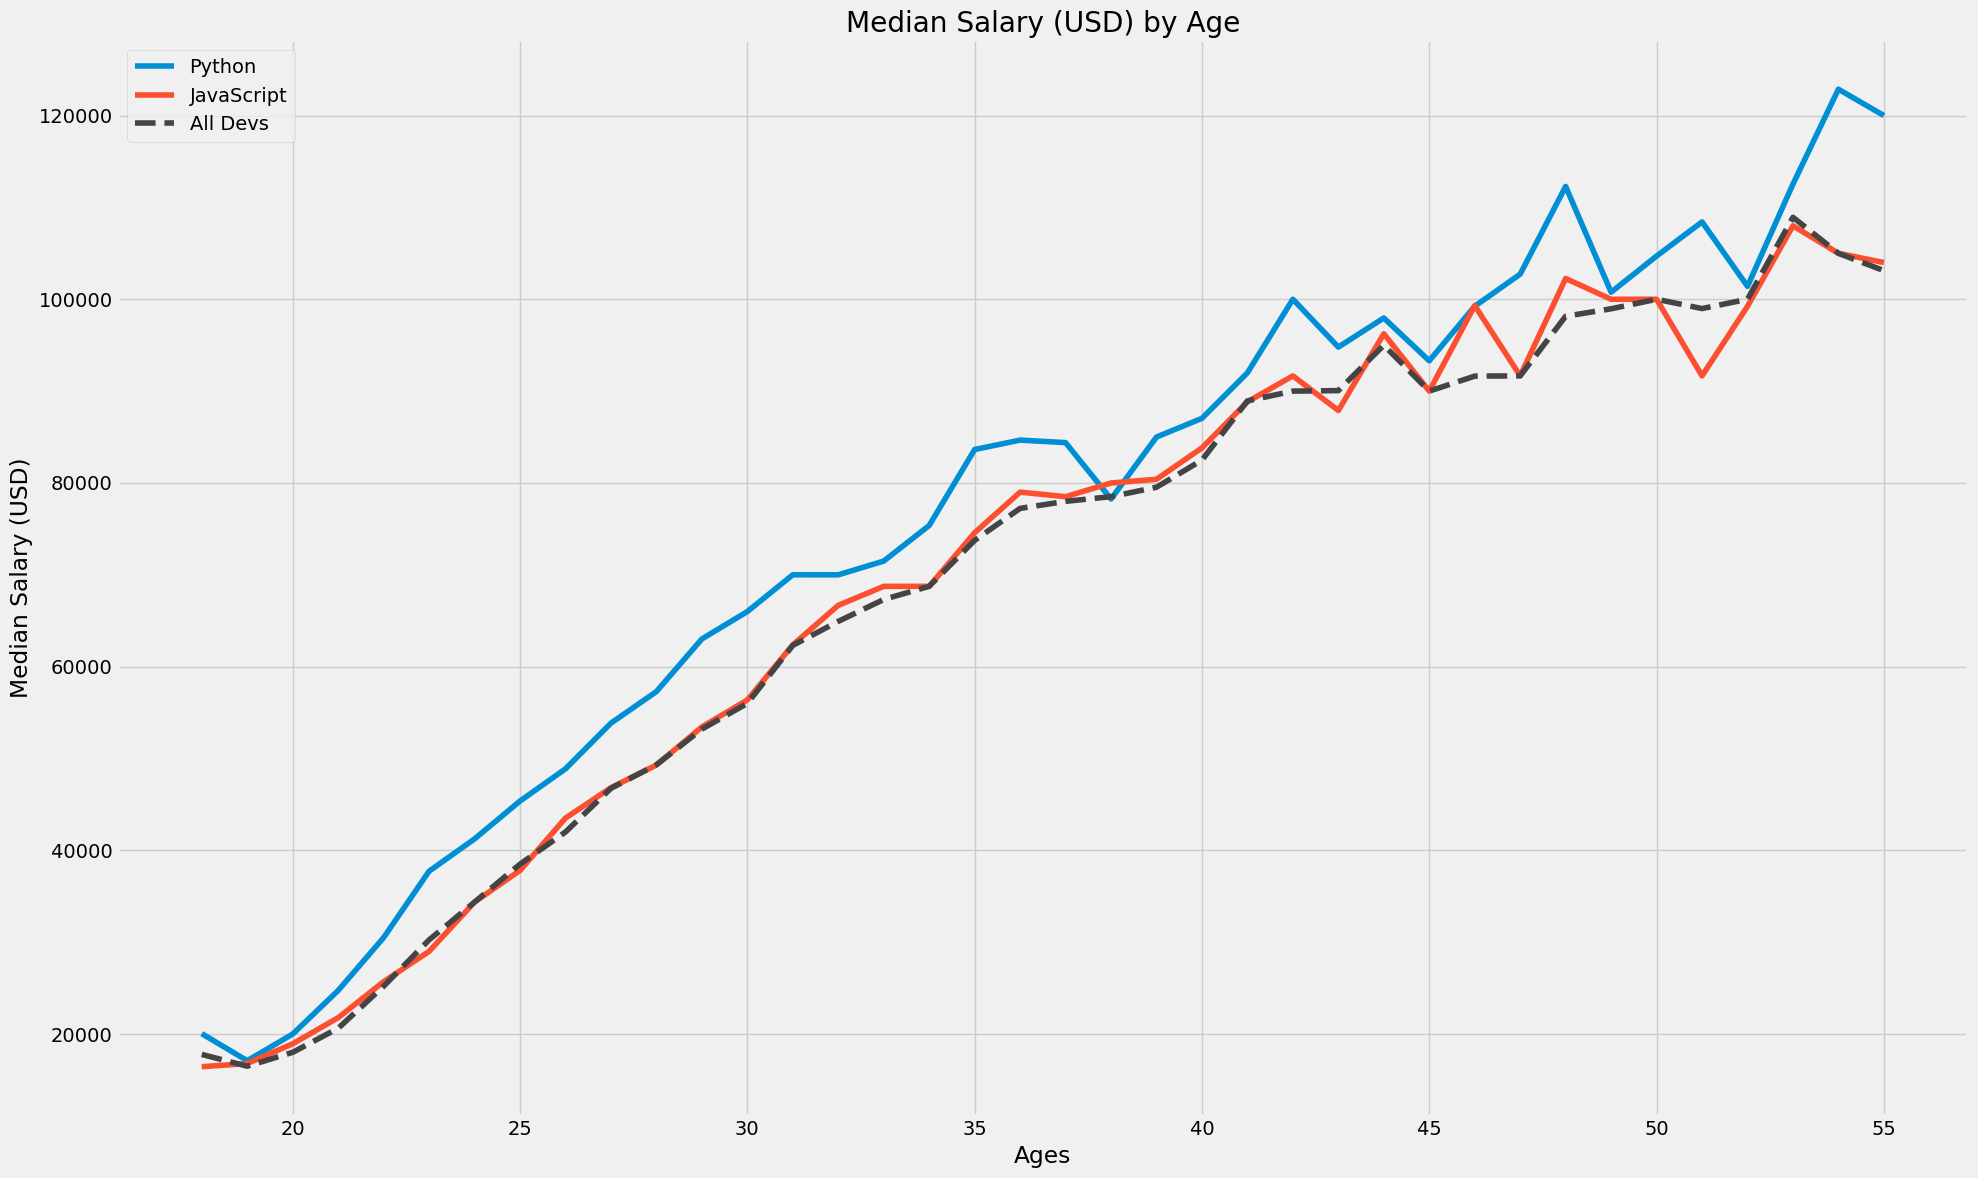 Median Salary (USD) by Age
Python
JavaScript
All Devs
120000
100000
80000
60000
40000
20000
Median Salary (USD)
20 25 30 35 40 45 50 55
Ages